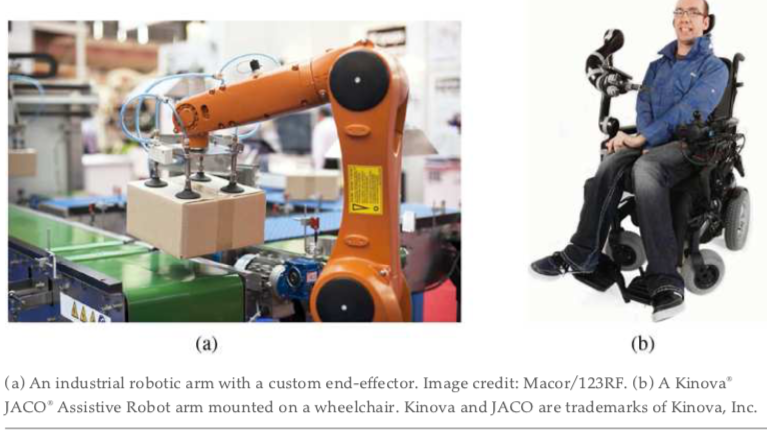 (a)
(b)
(a) An industrial robotic arm with a custom end-effector. Image credit: Macor/123RF. (b) A Kinova®
JACO® Assistive Robot arm mounted on a wheelchair. Kinova and JACO are trademarks of Kinova, Inc.